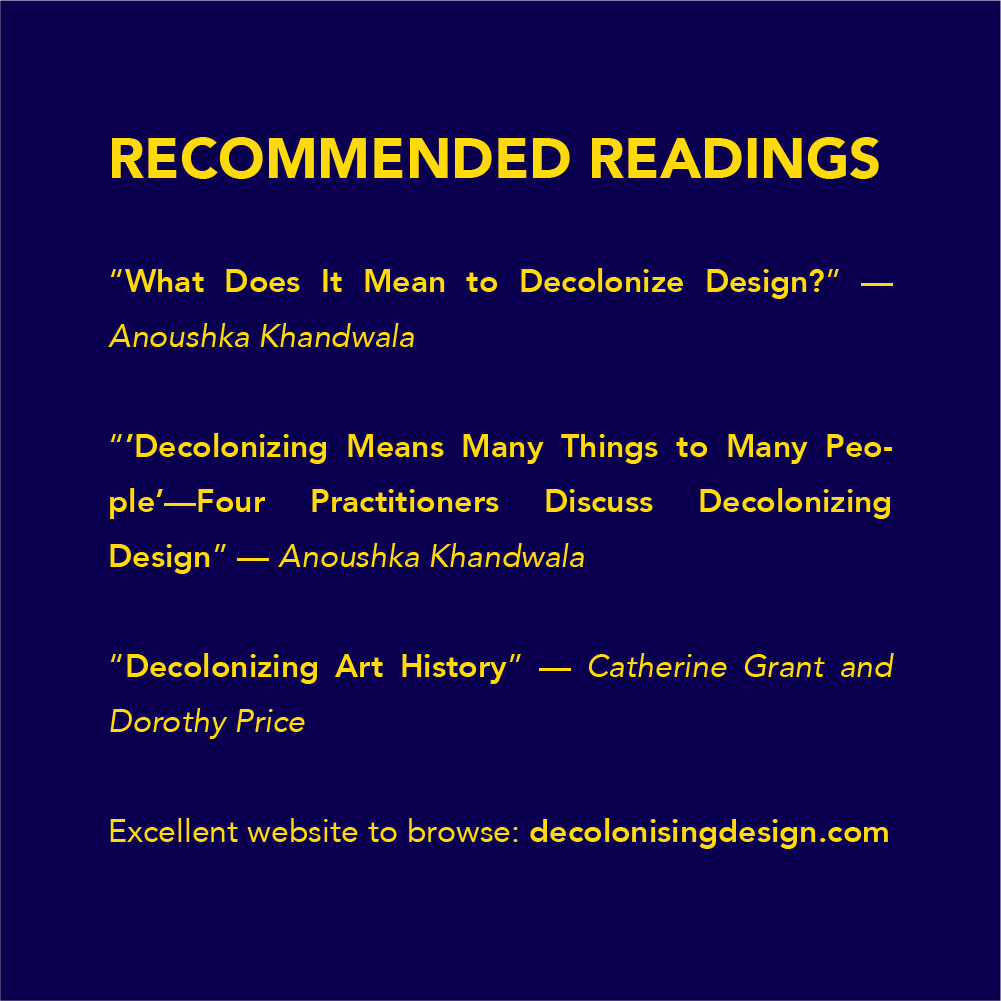 RECOMMENDED READINGS
“What Does It Mean to Decolonize Design?” —
Anoushka Khandwala
“’Decolonizing Means Many Things to Many Peo-
ple’—Four Practitioners Discuss Decolonizing
Design” — Anoushka Khandwala
“Decolonizing Art History” — Catherine Grant and
Dorothy Price
Excellent website to browse: decolonisingdesign.com